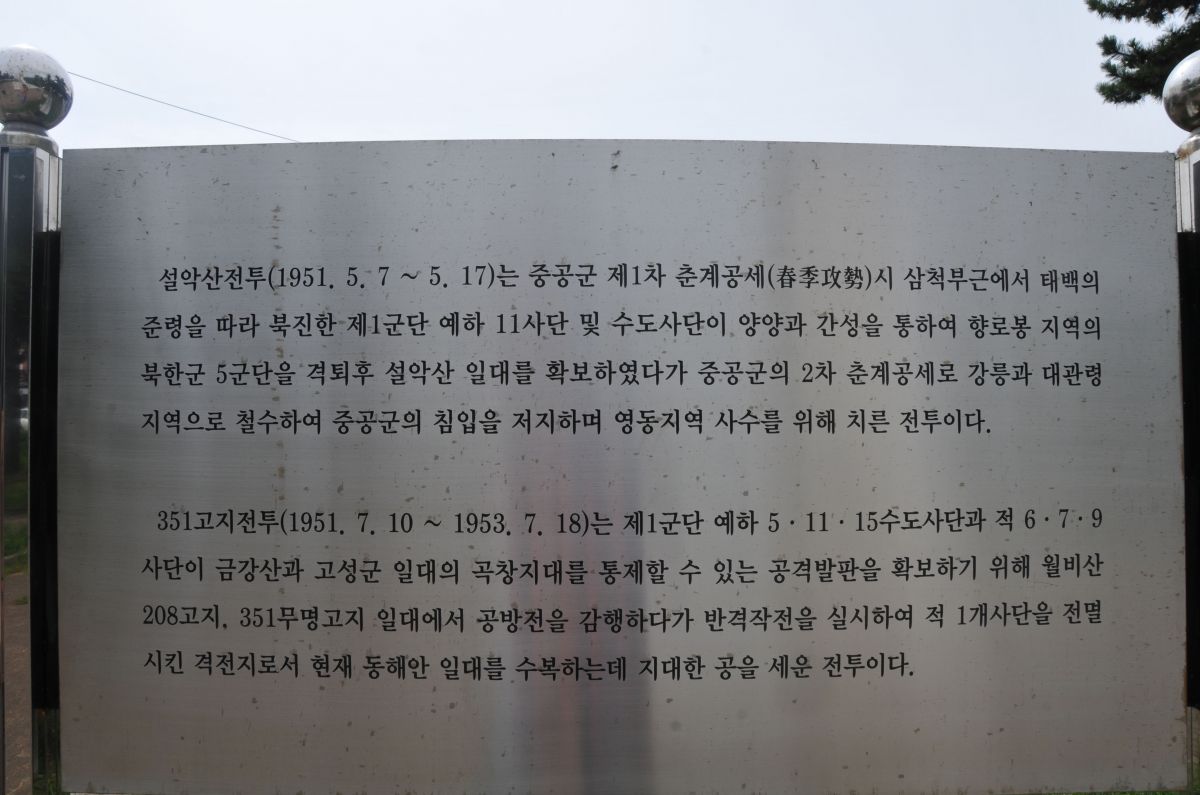 설악산전투(1951. 5. 7 ~ 5. 17)는 중공군 제1차 춘계공세(春季攻勢)시 삼척부근에서 태백의
준령을 따라 북진한 제1군단 예하 11사단 및 수도사단이 양양과 간성을 통하여 향로봉 지역의
북한군 5군단을 격퇴후 설악산 일대를 확보하였다가 중공군의 2차 춘계공세로 강릉과 대관령
지역으로 철수하여 중공군의 침입을 저지하며 영동지역 사수를 위해 치른 전투이다.
351고지전투(1951. 7. 10 ~ 1953. 7. 18)는 제1군단 예하 5·11·15수도사단과 적 6·7·9
사단이 금강산과 고성군 일대의 곡창지대를 통제할 수 있는 공격발판을 확보하기 위해 월비산
208고지, 351무명고지 일대에서 공방전을 감행하다가 반격작전을 실시하여 적 1개사단을 전멸
시킨 격전지로서 현재 동해안 일대를 수복하는데 지대한 공을 세운 전투이다.